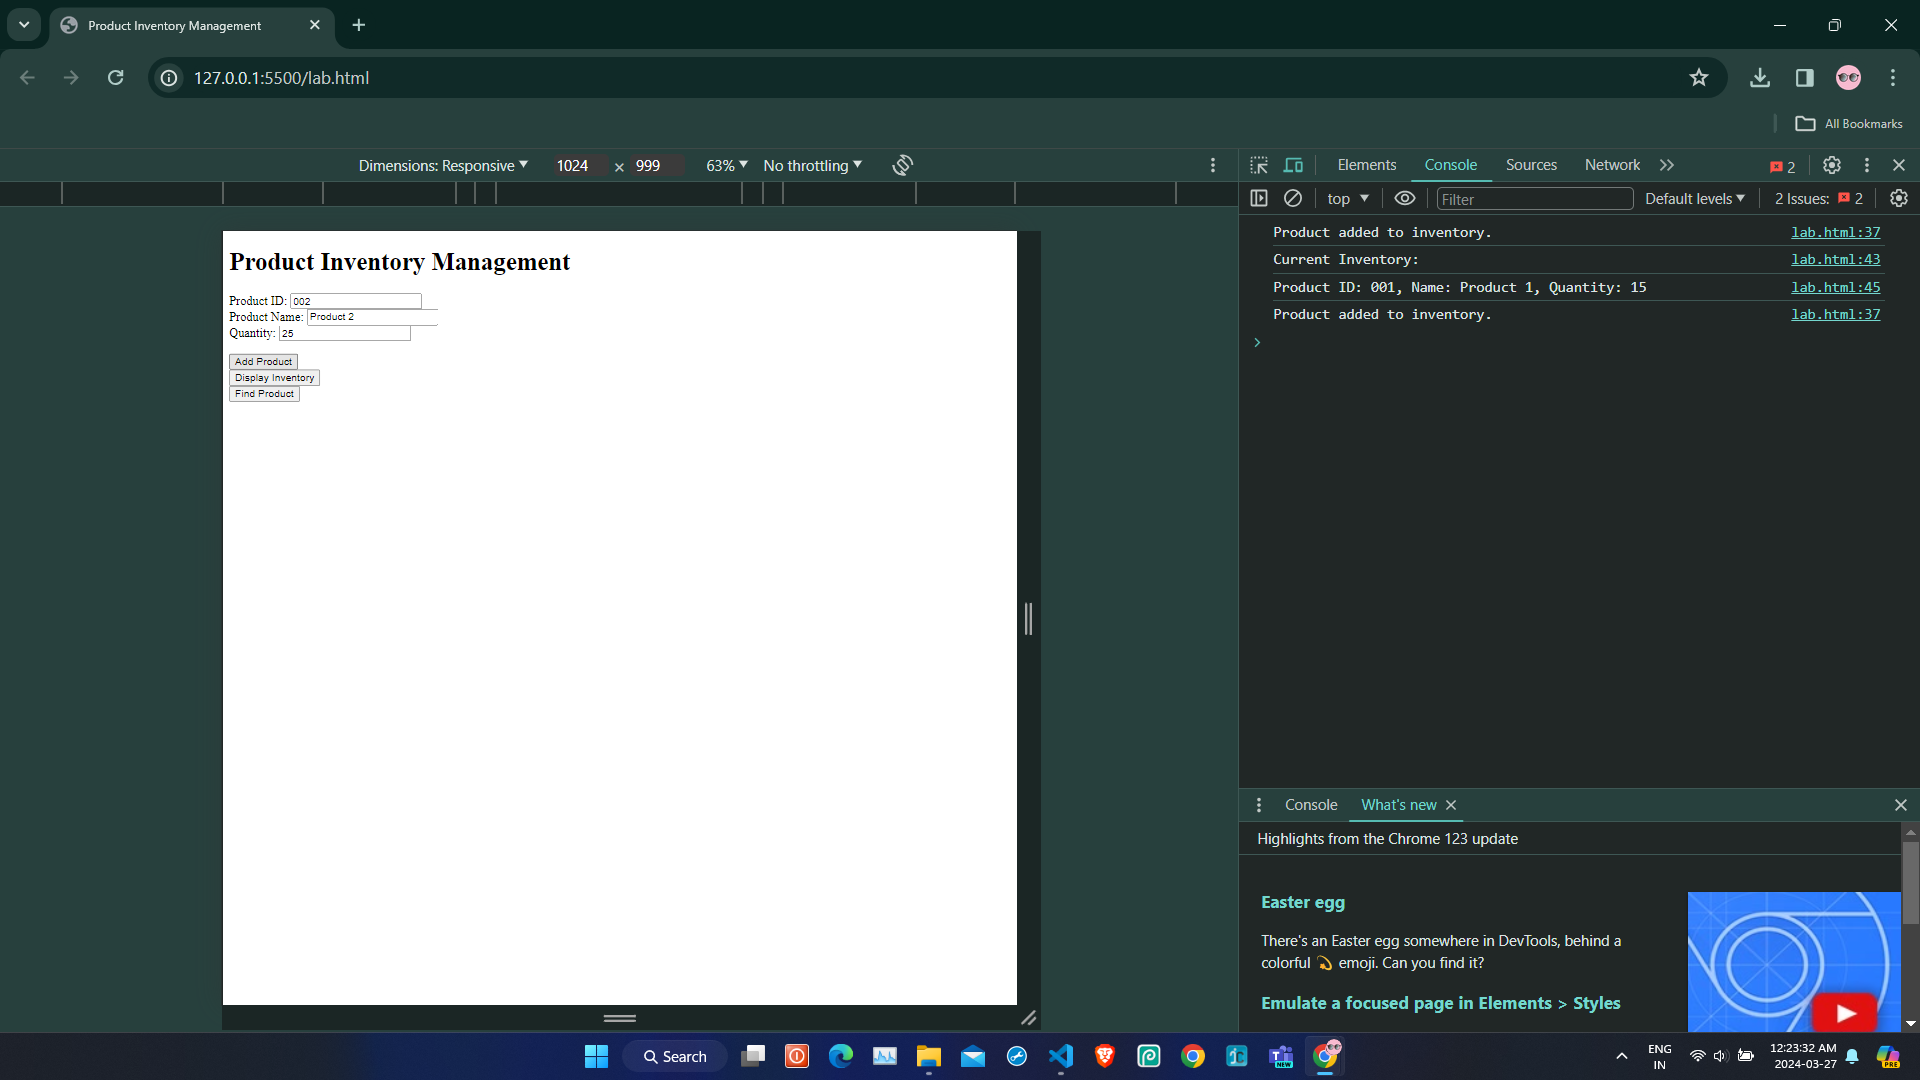 Product Inventory Management
127.0.0.1:5500/lab.html
All Bookmarks
Dimensions: Responsive 1024 × 999 63% No throttling
Elements Console Sources Network 2
top Filter Default levels 2 Issues: 2
Product Inventory Management
Product ID: 002
Product Name: Product 2
Quantity: 25
Add Product
Display Inventory
Find Product
Product added to inventory. lab.html:37
Current Inventory: lab.html:43
Product ID: 001, Name: Product 1, Quantity: 15 lab.html:45
Product added to inventory. lab.html:37
Console What's new
Highlights from the Chrome 123 update
Easter egg
There's an Easter egg somewhere in DevTools, behind a
colorful 💫 emoji. Can you find it?
Emulate a focused page in Elements > Styles
Search
NEW
ENG
IN
12:23:32 AM
2024-03-27
PRE